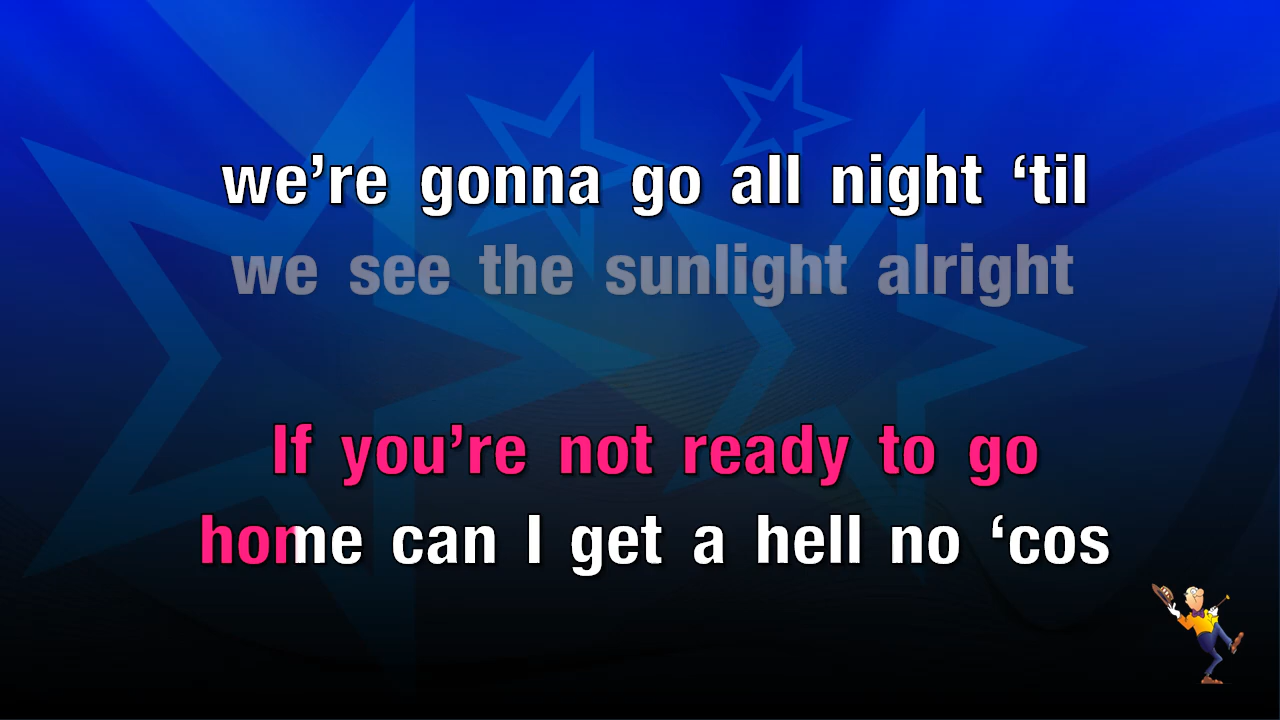 we’re gonna go all night ‘til
we see the sunlight alright
If you’re not ready to go
home can I get a hell no ‘cos